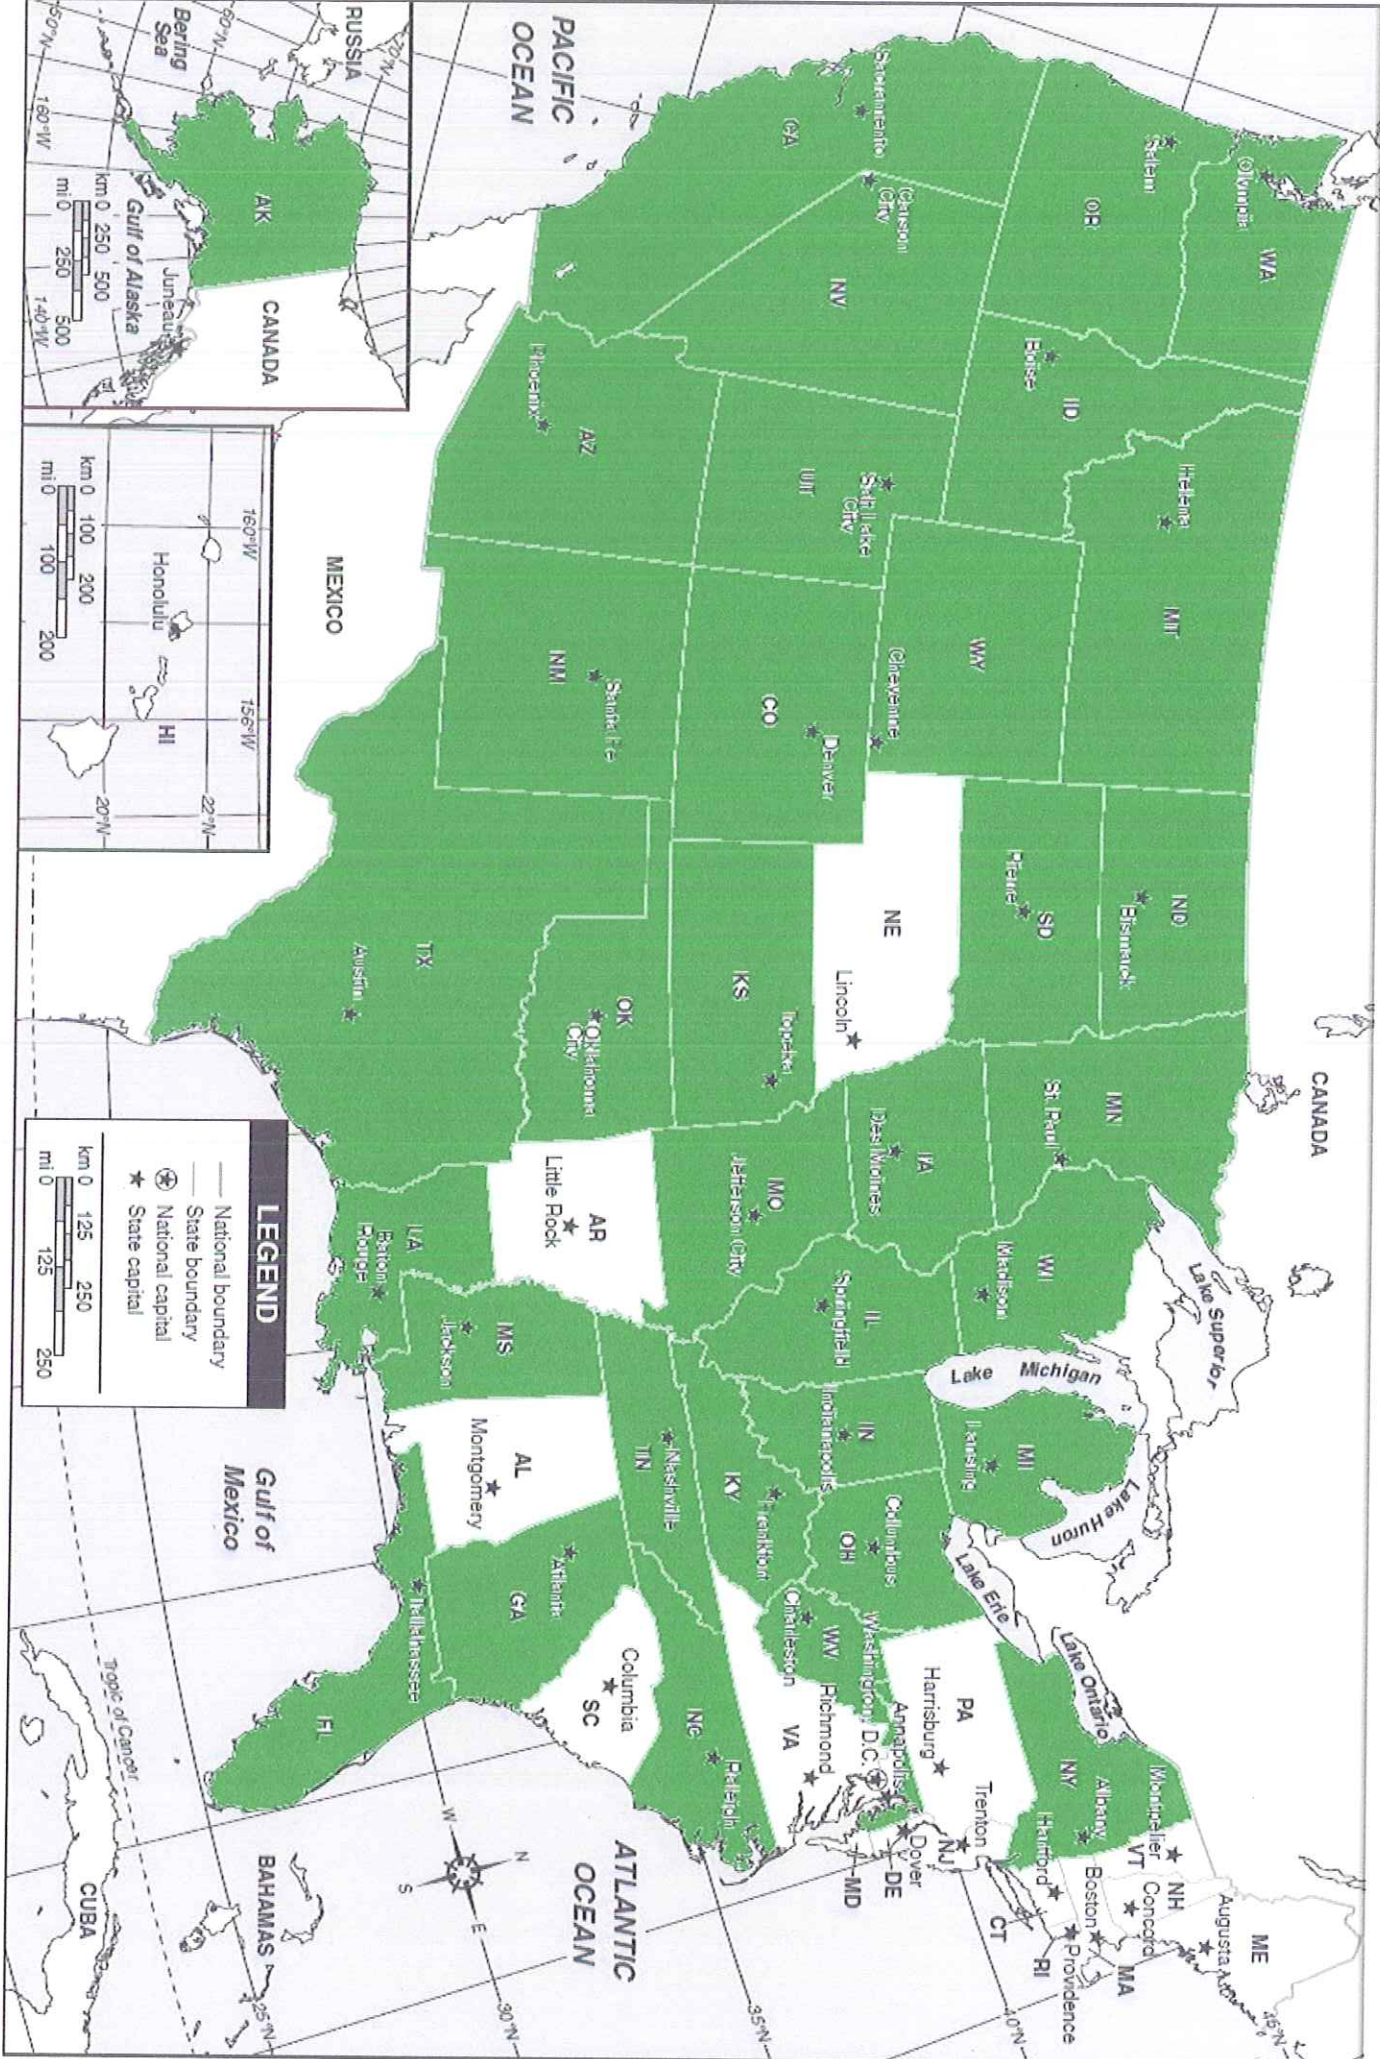 CANADA
WA
Olympia
Salem
OR
Helena
MT
Boise
ID
ND
Bismarck
Pierre
SD
MN
St. Paul
WI
Madison
Lake Superior
Lake Michigan
Lake Huron
MI
Lansing
Lake Erie
Lake Ontario
NY
Albany
Montpelier
VT
NH
Concord
Augusta
ME
45°N
Boston
MA
Providence
RI
Hartford
CT
40°N
WY
Cheyenne
NE
Lincoln
IA
Des Moines
IL
Springfield
IN
Indianapolis
Columbus
OH
PA
Harrisburg
Trenton
NJ
Dover
DE
MD
Annapolis
Washington, D.C.
WV
Charleston
Richmond
VA
35°N
Sacramento
CA
Carson
City
NV
Salt Lake
City
UT
Denver
CO
KS
Topeka
MO
Jefferson City
KY
Frankfort
Nashville
TN
NC
Raleigh
PACIFIC
OCEAN
Phoenix
AZ
Santa Fe
NM
OK
Oklahoma
City
AR
Little Rock
MS
Jackson
AL
Montgomery
Atlanta
GA
Columbia
SC
ATLANTIC
OCEAN
30°N
TX
Austin
LA
Baton
Rouge
Tallahassee
FL
MEXICO
Gulf of
Mexico
N
W
E
S
BAHAMAS
25°N
Tropic of Cancer
CUBA
RUSSIA
70°N
Bering
Sea
60°N
50°N
AK
CANADA
Gulf of Alaska
Juneau
160°W
140°W
km 0 250 500
mi 0 250 500
160°W
156°W
22°N
20°N
Honolulu
HI
km 0 100 200
mi 0 100 200
LEGEND
National boundary
State boundary
National capital
State capital
km 0 125 250
mi 0 125 250